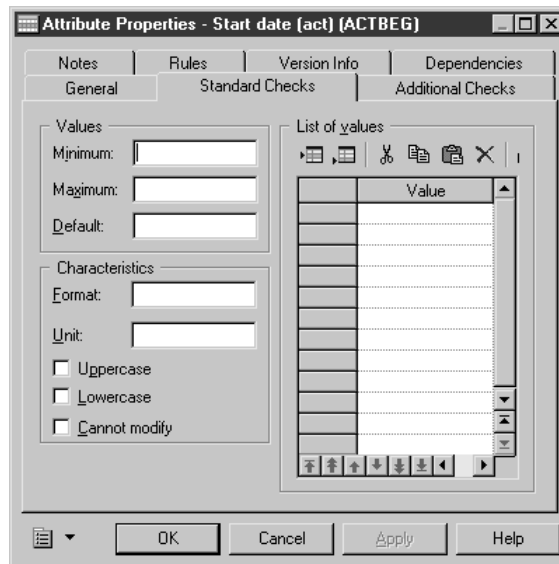 Attribute Properties - Start date (act) (ACTBEG)
Notes
Rules
Version Info
Dependencies
General
Standard Checks
Additional Checks
Values
Minimum:
Maximum:
Default:
Characteristics
Format:
Unit:
Uppercase
Lowercase
Cannot modify
List of values
Value
OK
Cancel
Apply
Help